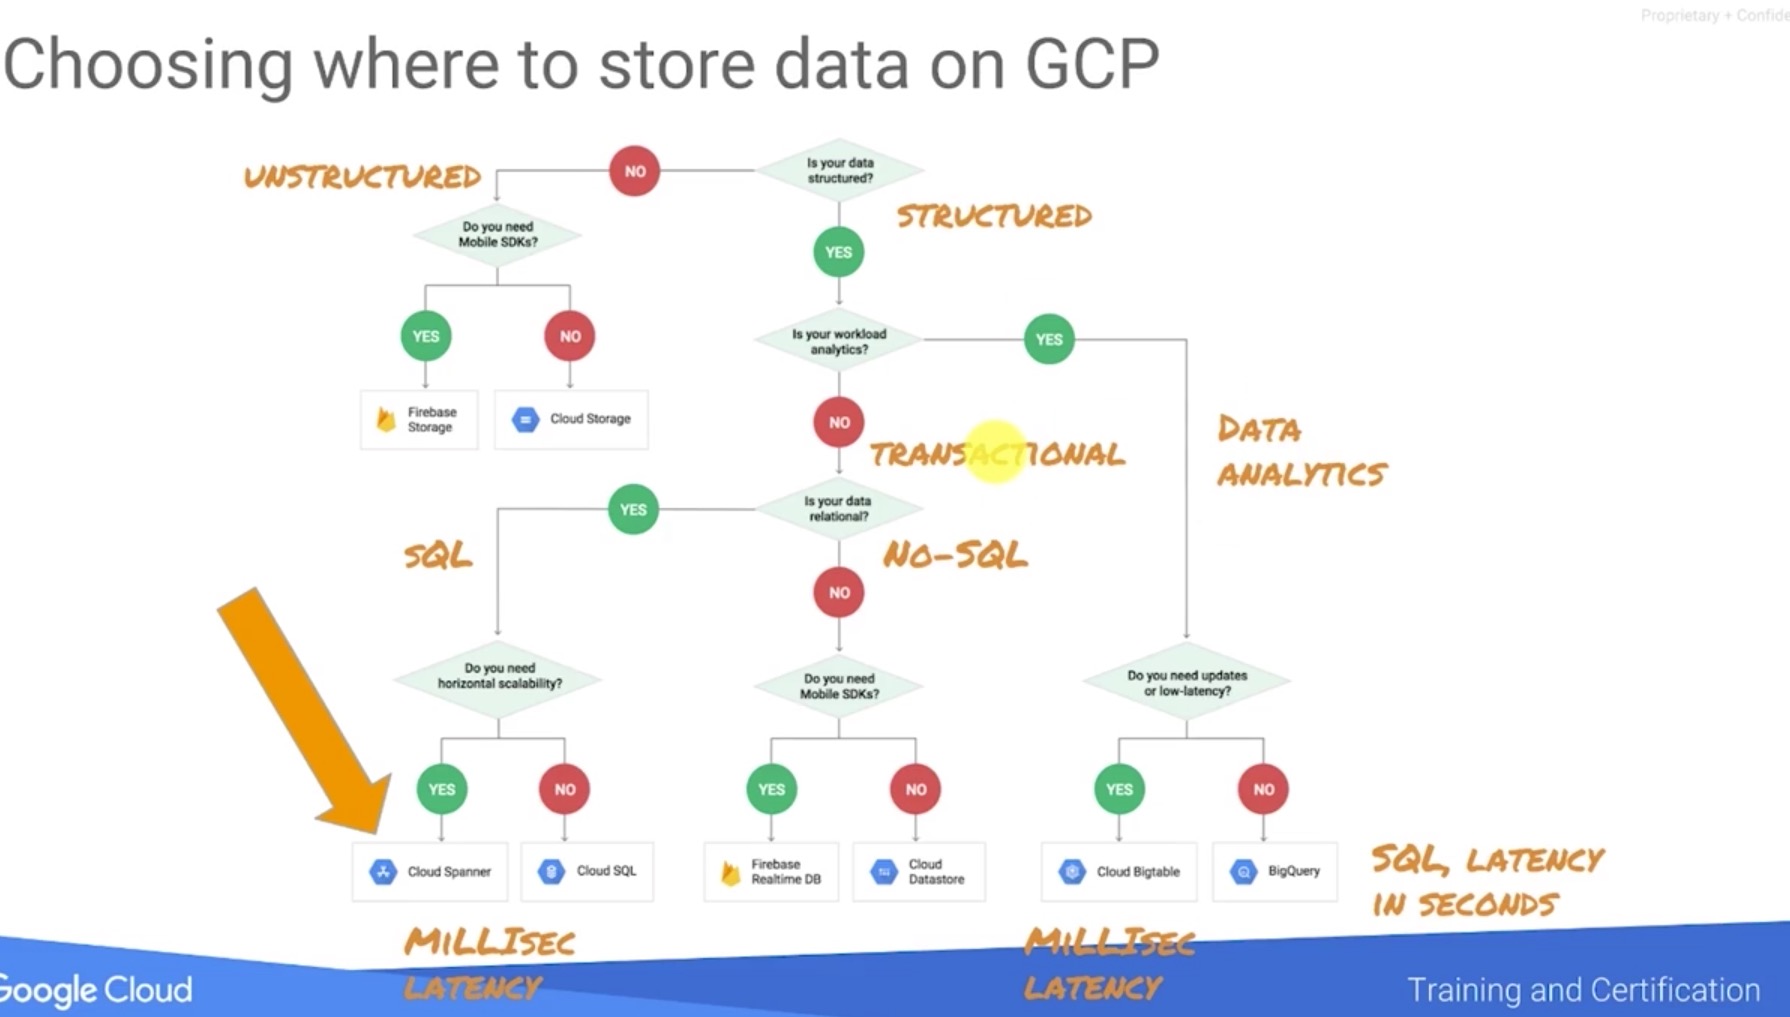 Proprietary + Confide
Choosing where to store data on GCP
UNSTRUCTURED
NO
Is your data
structured?
Do you need
Mobile SDKs?
STRUCTURED
YES
YES
NO
Is your workload
analytics?
YES
Firebase
Storage
Cloud Storage
NO
TRANSACTIONAL
DATA
ANALYTICS
YES
Is your data
relational?
SQL
NO-SQL
NO
Do you need
horizontal scalability?
Do you need
Mobile SDKs?
Do you need updates
or low-latency?
YES
NO
YES
NO
YES
NO
Cloud Spanner
Cloud SQL
Firebase
Realtime DB
Cloud
Datastore
Cloud Bigtable
BigQuery
SQL, LATENCY
IN SECONDS
MILLISEC
LATENCY
MILLISEC
LATENCY
Google Cloud
Training and Certification